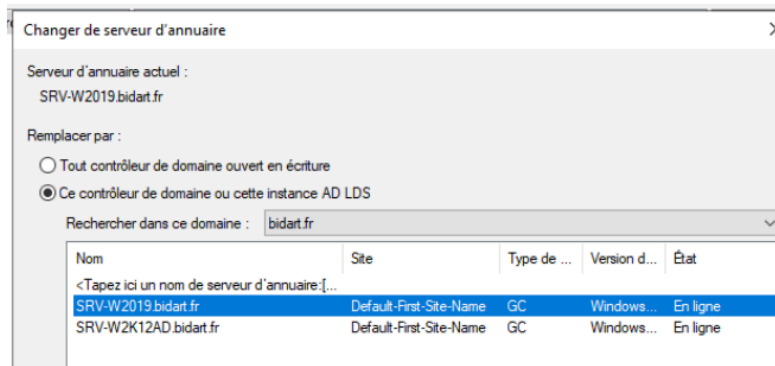 Changer de serveur d'annuaire
Serveur d'annuaire actuel :
SRV-W2019.bidart.fr
Remplacer par :
Tout contrôleur de domaine ouvert en écriture
Ce contrôleur de domaine ou cette instance AD LDS
Rechercher dans ce domaine : bidart.fr
Nom Site Type de ... Version d... État
<Tapez ici un nom de serveur d'annuaire:[...
SRV-W2019.bidart.fr Default-First-Site-Name GC Windows... En ligne
SRV-W2K12AD.bidart.fr Default-First-Site-Name GC Windows... En ligne